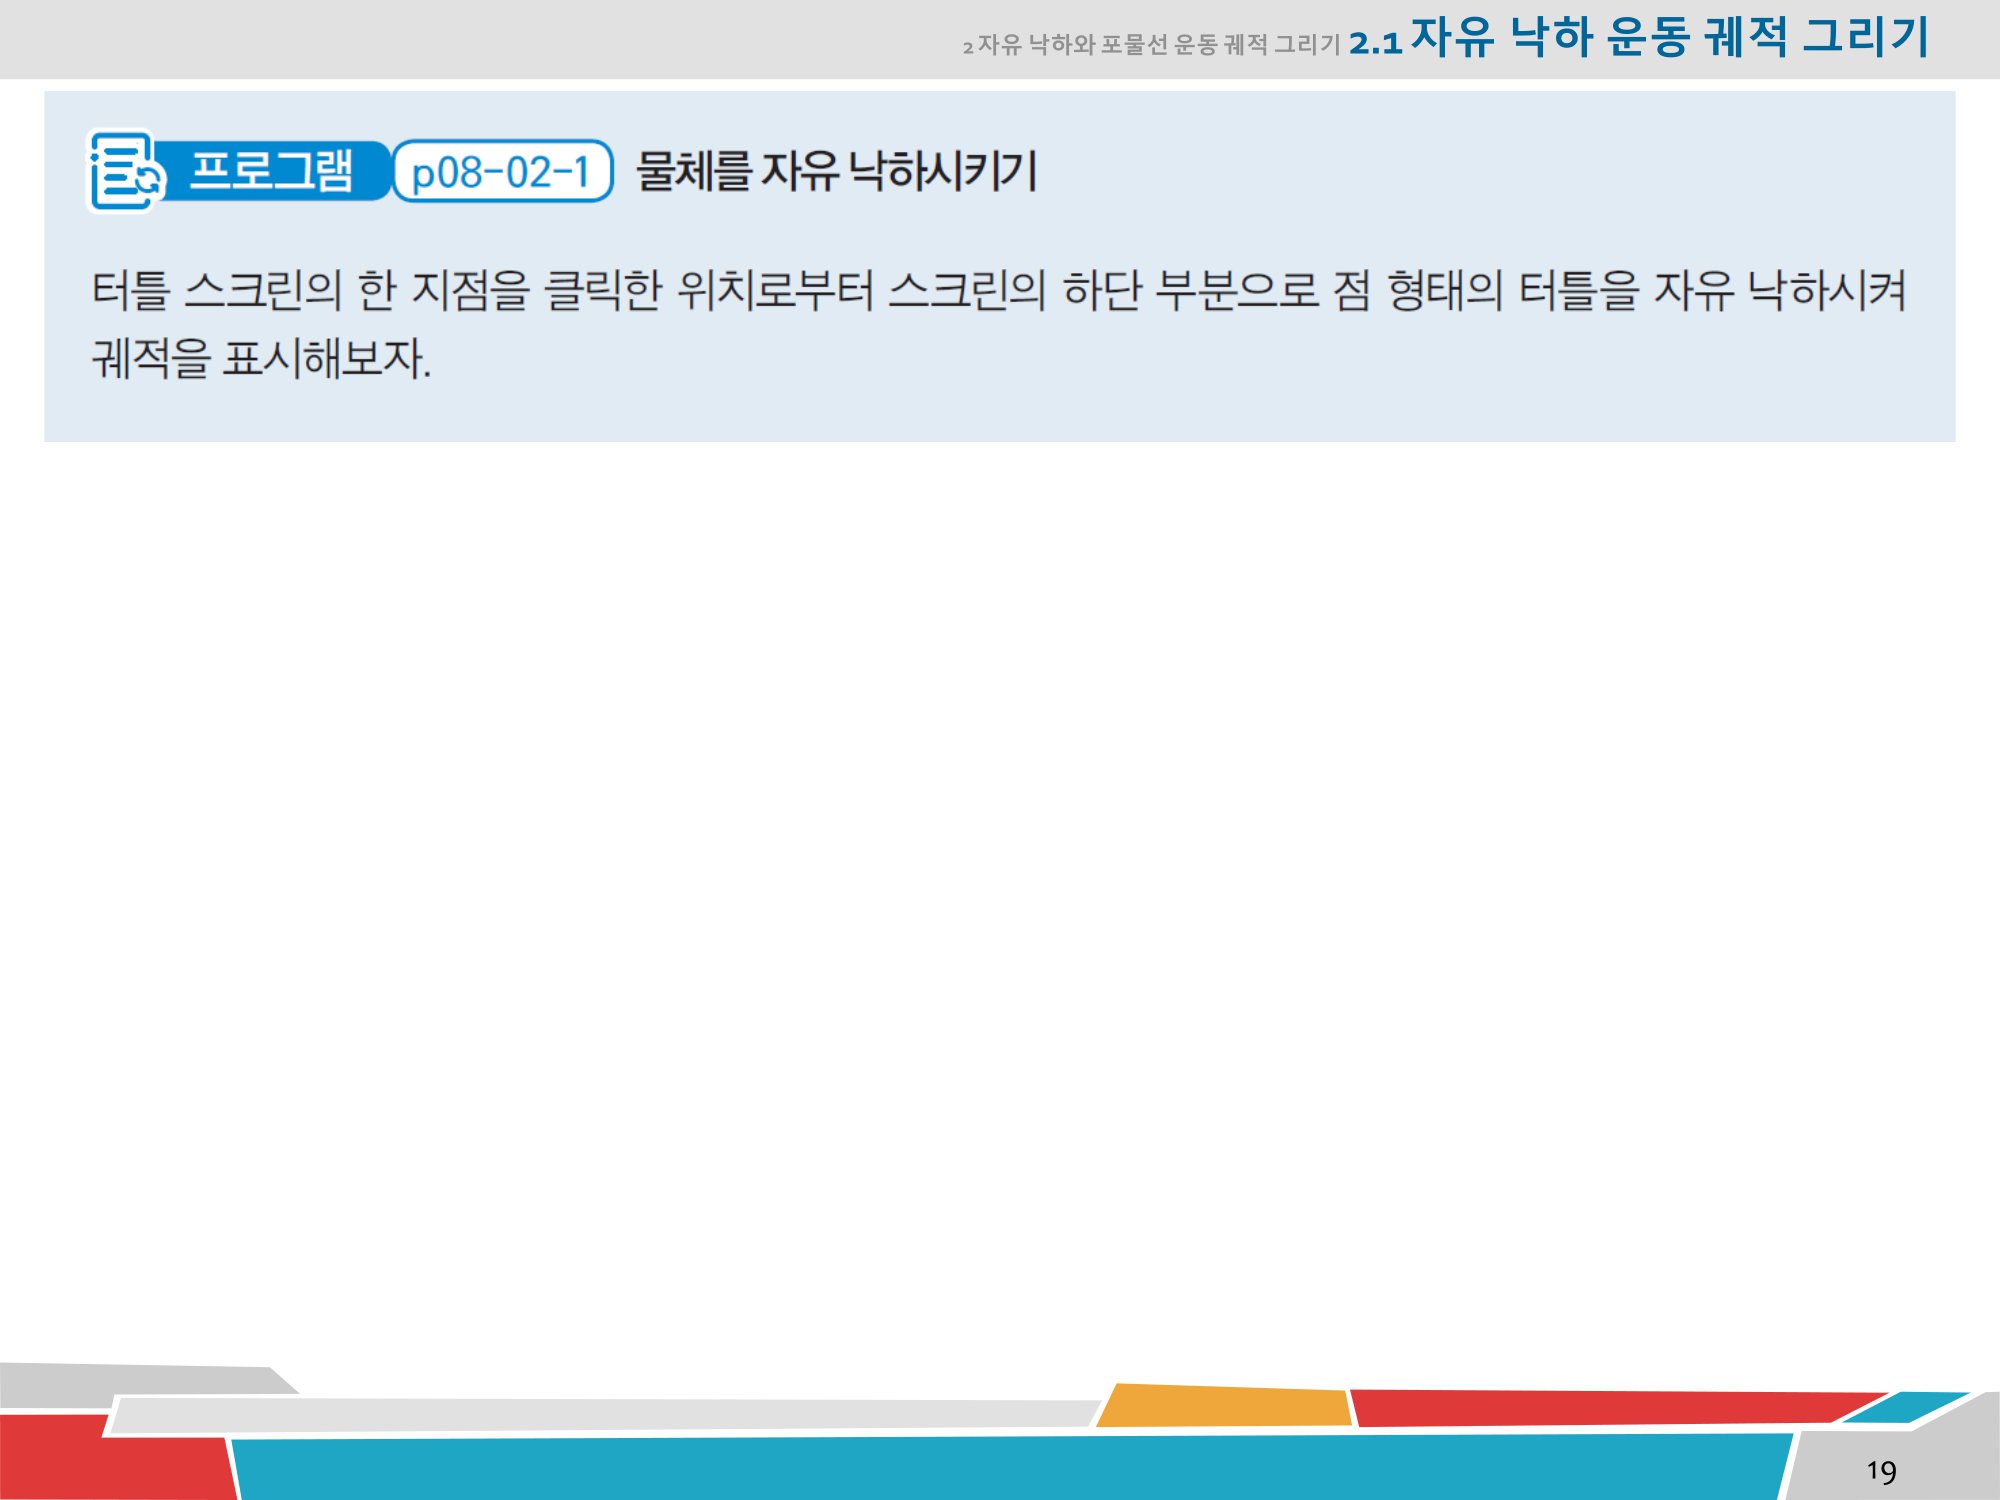 2 자유 낙하와 포물선 운동 궤적 그리기 2.1 자유 낙하 운동 궤적 그리기
프로그램 p08-02-1 물체를 자유 낙하시키기
터틀 스크린의 한 지점을 클릭한 위치로부터 스크린의 하단 부분으로 점 형태의 터틀을 자유 낙하시켜
궤적을 표시해보자.
19